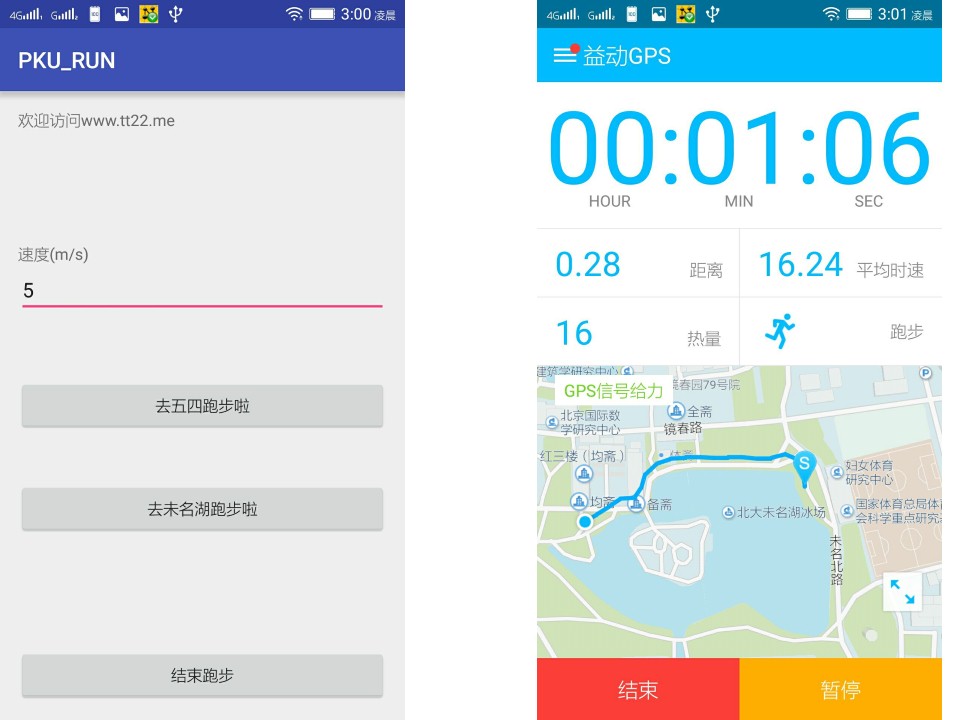 4G G 3:00 凌晨
PKU_RUN
欢迎访问www.tt22.me
速度(m/s)
5
去五四跑步啦
去未名湖跑步啦
结束跑步
4G G 3:01 凌晨
益动GPS
00:01:06
HOUR MIN SEC
0.28 距离 16.24 平均时速
16 热量 跑步
建筑学研究中心
P
GPS信号给力
镜春园79号院
北京国际数
学研究中心
全斋
镜春路
红三楼（均斋）
体斋
S
妇女体育
研究中心
均斋
备斋
北大未名湖冰场
国家体育总局体育
会科学重点研究
未名北路
结束 暂停